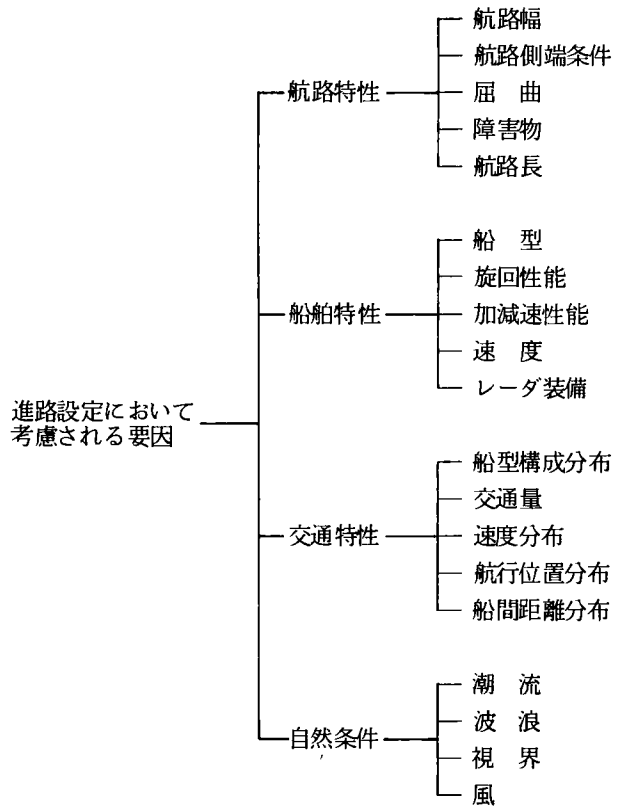 進路設定において
考慮される要因
航路特性
航路幅
航路側端条件
屈　曲
障害物
航路長
船舶特性
船　型
旋回性能
加減速性能
速　度
レーダ装備
交通特性
船型構成分布
交通量
速度分布
航行位置分布
船間距離分布
自然条件
潮　流
波　浪
視　界
風